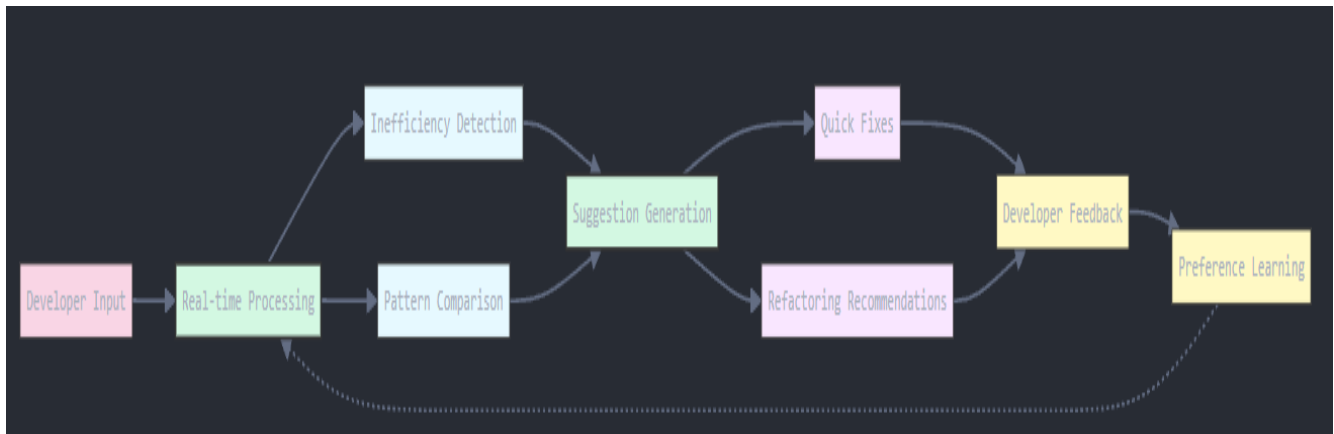 Inefficiency Detection
Quick Fixes
Suggestion Generation
Developer Feedback
Developer Input
Real-time Processing
Pattern Comparison
Refactoring Recommendations
Preference Learning